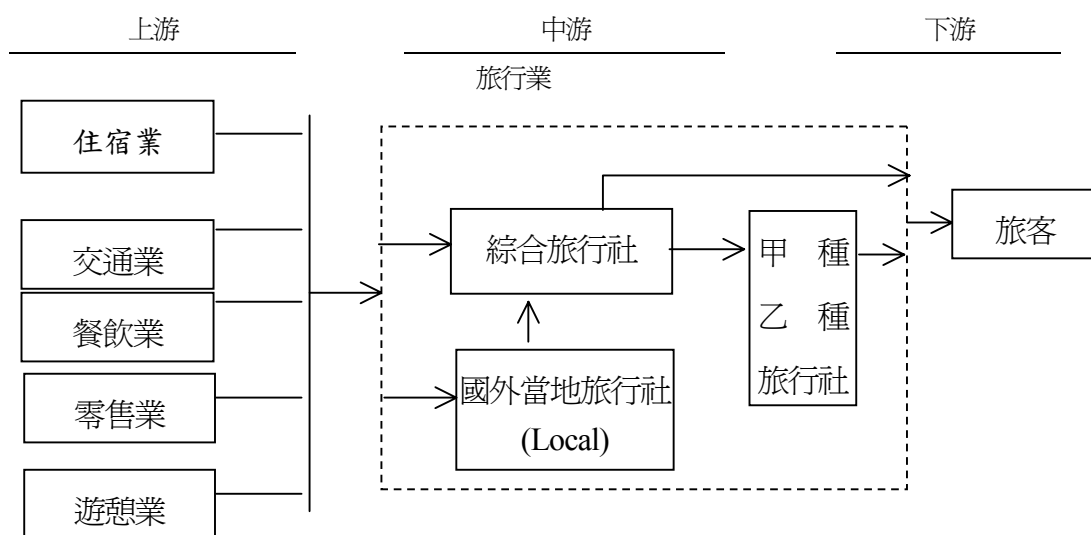 上游
中游
下游
旅行業
住宿業
交通業
餐飲業
零售業
遊憩業
綜合旅行社
國外當地旅行社
(Local)
甲 種
乙 種
旅行社
旅客